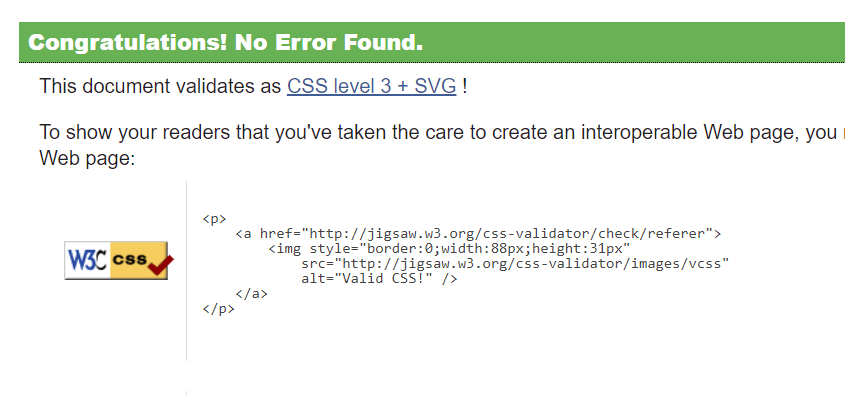 Congratulations! No Error Found.
This document validates as CSS level 3 + SVG !
To show your readers that you've taken the care to create an interoperable Web page, you
Web page:
W3C css
<p>
<a href="http://jigsaw.w3.org/css-validator/check/referer">
<img style="border:0;width:88px;height:31px"
src="http://jigsaw.w3.org/css-validator/images/vcss"
alt="Valid CSS!" />
</a>
</p>